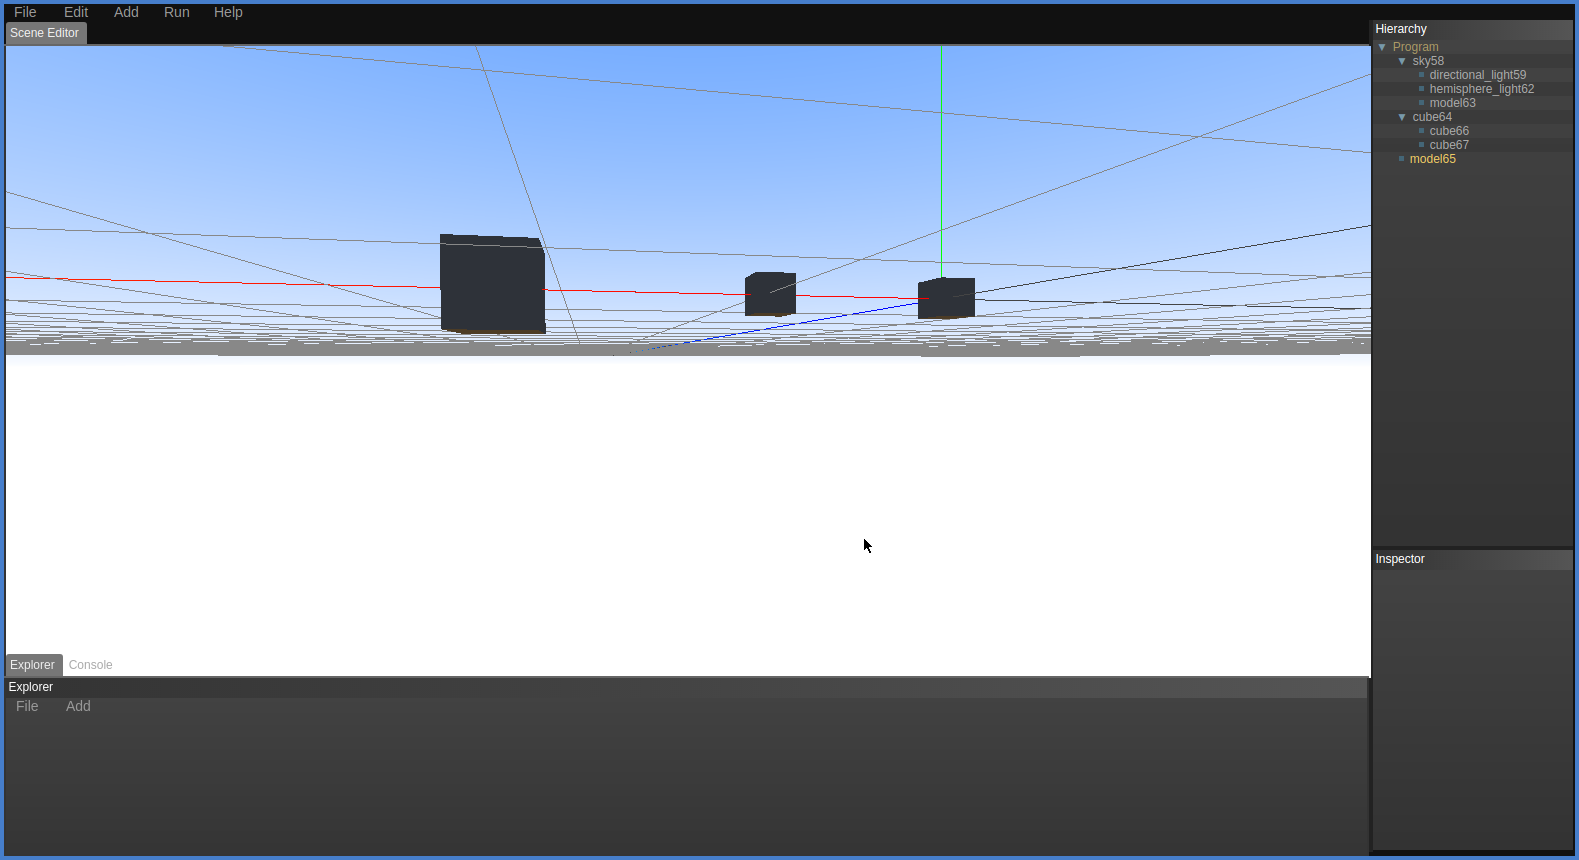 File Edit Add Run Help
Scene Editor
Hierarchy
Program
sky58
directional_light59
hemisphere_light62
model63
cube64
cube66
cube67
model65
Inspector
Explorer Console
Explorer
File Add